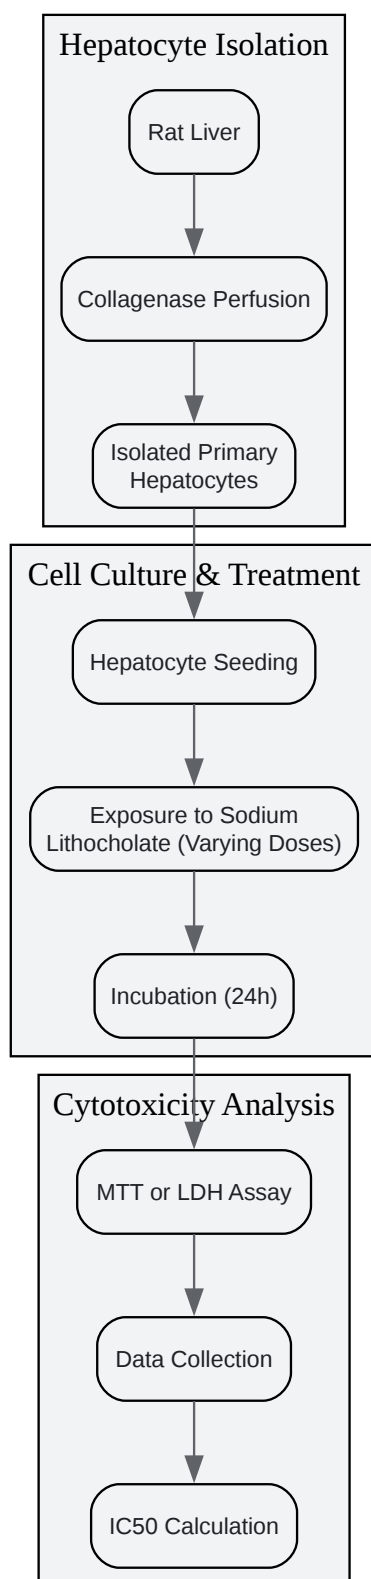 Hepatocyte Isolation
Rat Liver
Collagenase Perfusion
Isolated Primary
Hepatocytes
Cell Culture & Treatment
Hepatocyte Seeding
Exposure to Sodium
Lithocholate (Varying Doses)
Incubation (24h)
Cytotoxicity Analysis
MTT or LDH Assay
Data Collection
IC50 Calculation